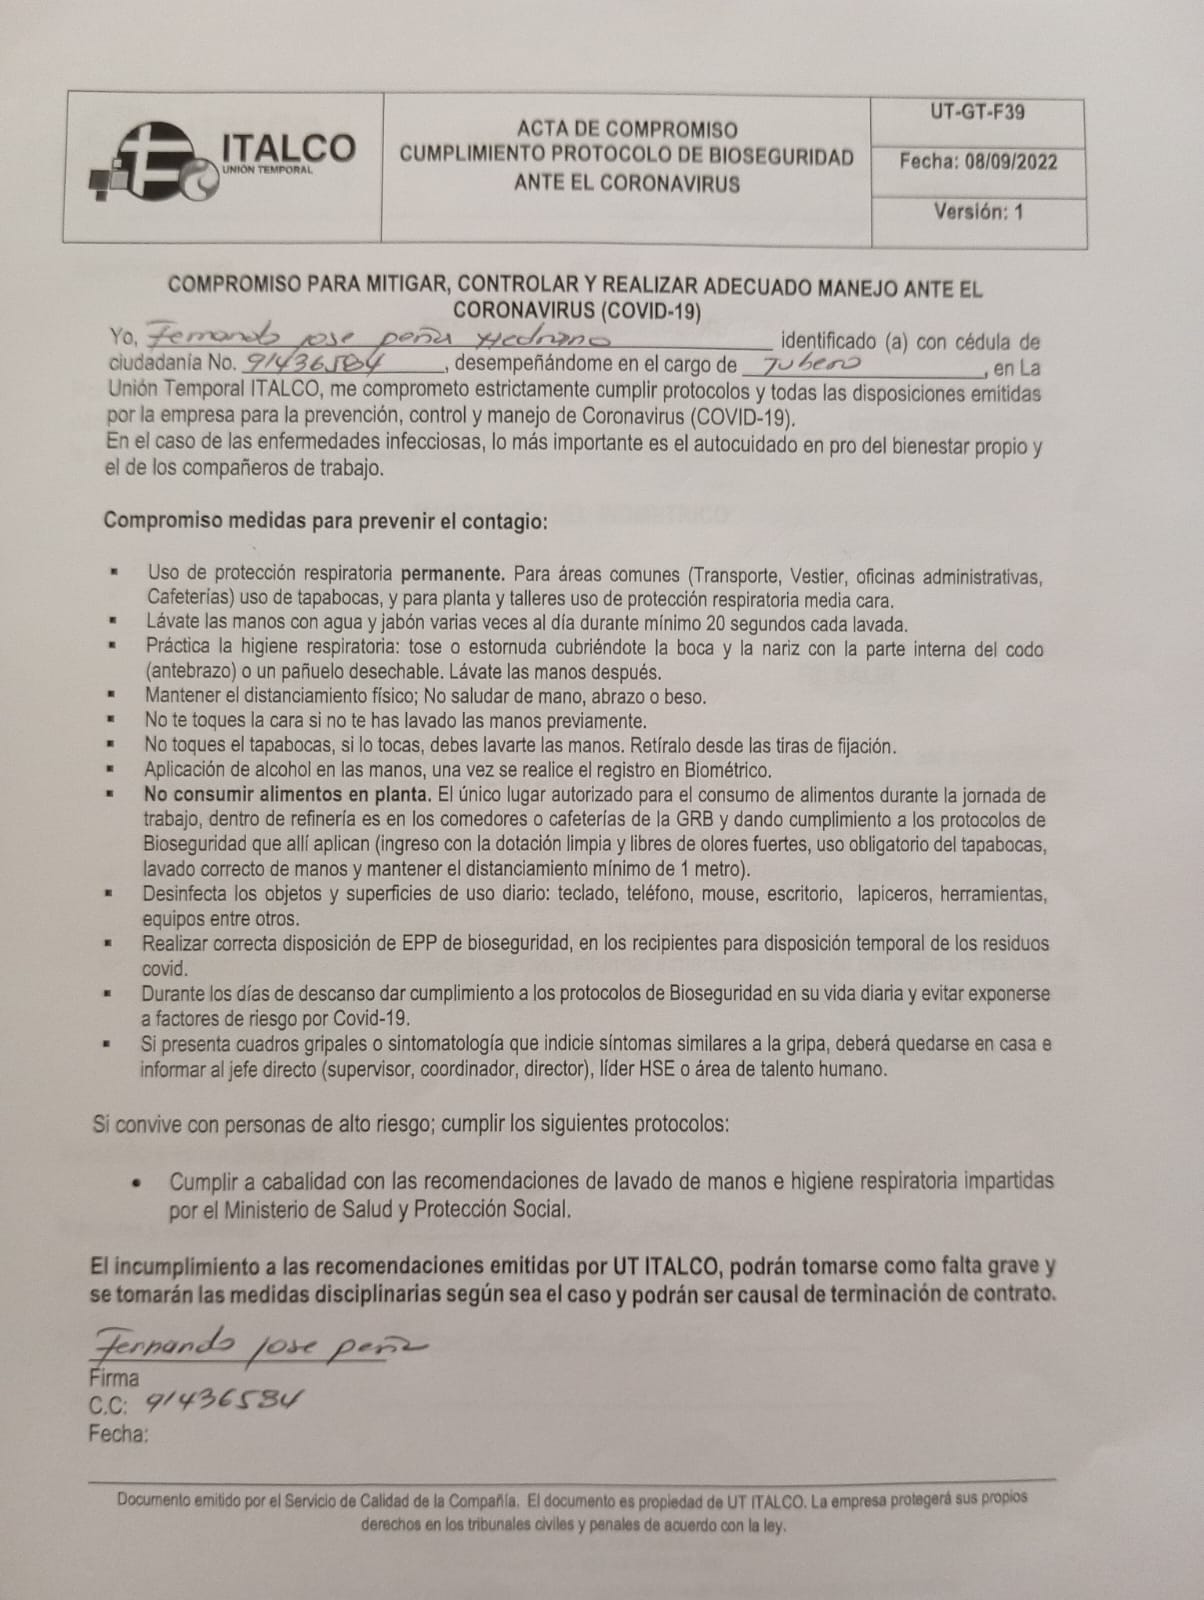 ITALCO
UNIÓN TEMPORAL
ACTA DE COMPROMISO
CUMPLIMIENTO PROTOCOLO DE BIOSEGURIDAD
ANTE EL CORONAVIRUS
UT-GT-F39
Fecha: 08/09/2022
Versión: 1
COMPROMISO PARA MITIGAR, CONTROLAR Y REALIZAR ADECUADO MANEJO ANTE EL
CORONAVIRUS (COVID-19)
Yo, Fernando jose peña Medrano identificado (a) con cédula de
ciudadanía No. 91436584, desempeñándome en el cargo de Tubero, en La
Unión Temporal ITALCO, me comprometo estrictamente cumplir protocolos y todas las disposiciones emitidas
por la empresa para la prevención, control y manejo de Coronavirus (COVID-19).
En el caso de las enfermedades infecciosas, lo más importante es el autocuidado en pro del bienestar propio y
el de los compañeros de trabajo.
Compromiso medidas para prevenir el contagio:
▪ Uso de protección respiratoria permanente. Para áreas comunes (Transporte, Vestier, oficinas administrativas,
Cafeterías) uso de tapabocas, y para planta y talleres uso de protección respiratoria media cara.
▪ Lávate las manos con agua y jabón varias veces al día durante mínimo 20 segundos cada lavada.
▪ Práctica la higiene respiratoria: tose o estornuda cubriéndote la boca y la nariz con la parte interna del codo
(antebrazo) o un pañuelo desechable. Lávate las manos después.
▪ Mantener el distanciamiento físico; No saludar de mano, abrazo o beso.
▪ No te toques la cara si no te has lavado las manos previamente.
▪ No toques el tapabocas, si lo tocas, debes lavarte las manos. Retíralo desde las tiras de fijación.
▪ Aplicación de alcohol en las manos, una vez se realice el registro en Biométrico.
▪ No consumir alimentos en planta. El único lugar autorizado para el consumo de alimentos durante la jornada de
trabajo, dentro de refinería es en los comedores o cafeterías de la GRB y dando cumplimiento a los protocolos de
Bioseguridad que allí aplican (ingreso con la dotación limpia y libres de olores fuertes, uso obligatorio del tapabocas,
lavado correcto de manos y mantener el distanciamiento mínimo de 1 metro).
▪ Desinfecta los objetos y superficies de uso diario: teclado, teléfono, mouse, escritorio, lapiceros, herramientas,
equipos entre otros.
▪ Realizar correcta disposición de EPP de bioseguridad, en los recipientes para disposición temporal de los residuos
covid.
▪ Durante los días de descanso dar cumplimiento a los protocolos de Bioseguridad en su vida diaria y evitar exponerse
a factores de riesgo por Covid-19.
▪ Si presenta cuadros gripales o sintomatología que indicie síntomas similares a la gripa, deberá quedarse en casa e
informar al jefe directo (supervisor, coordinador, director), líder HSE o área de talento humano.
Si convive con personas de alto riesgo; cumplir los siguientes protocolos:
• Cumplir a cabalidad con las recomendaciones de lavado de manos e higiene respiratoria impartidas
por el Ministerio de Salud y Protección Social.
El incumplimiento a las recomendaciones emitidas por UT ITALCO, podrán tomarse como falta grave y
se tomarán las medidas disciplinarias según sea el caso y podrán ser causal de terminación de contrato.
Fernando jose peña
Firma
C.C: 91436584
Fecha:
Documento emitido por el Servicio de Calidad de la Compañía. El documento es propiedad de UT ITALCO. La empresa protegerá sus propios
derechos en los tribunales civiles y penales de acuerdo con la ley.